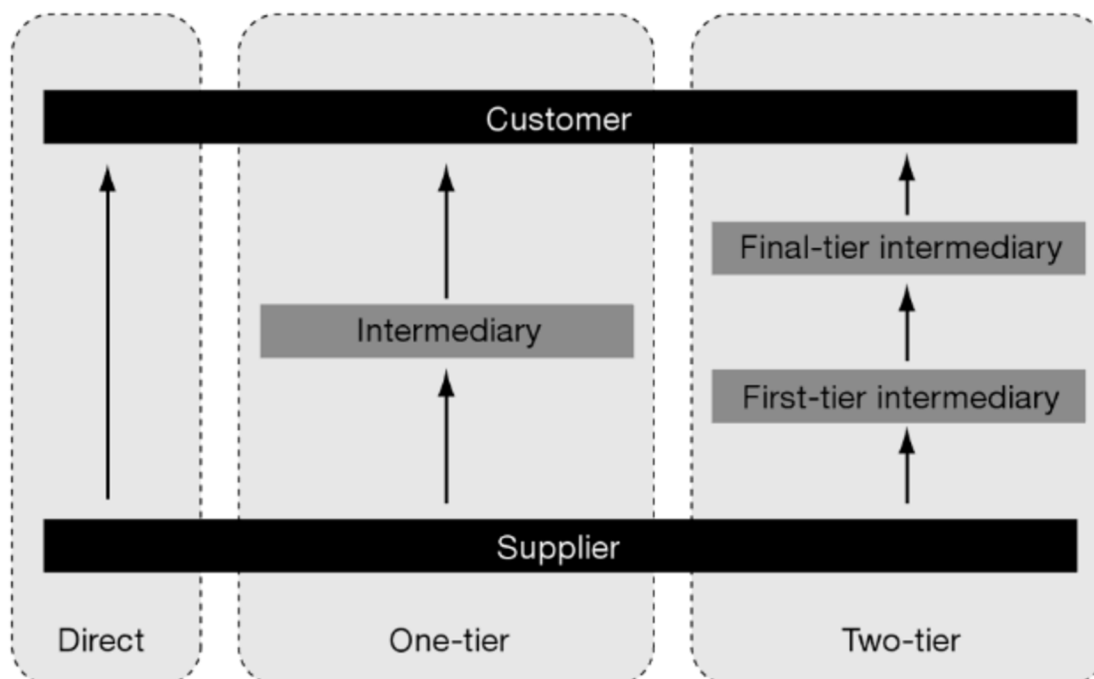 Customer
Final-tier intermediary
Intermediary
First-tier intermediary
Supplier
Direct
One-tier
Two-tier